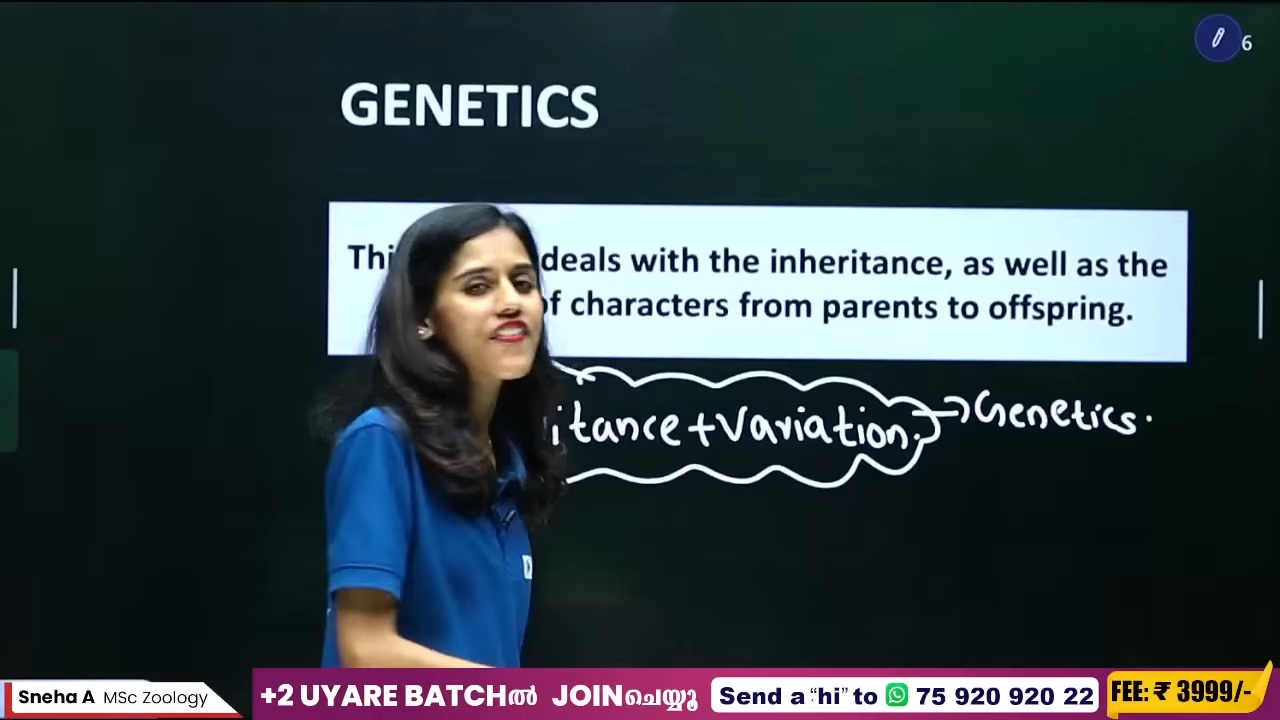 6
GENETICS
Thi deals with the inheritance, as well as the
of characters from parents to offspring.
itance+Variation. → Genetics.
Sneha A MSc Zoology
+2 UYARE BATCHൽ JOINചെയ്യൂ
Send a “hi” to 75 920 920 22
FEE: ₹ 3999/-